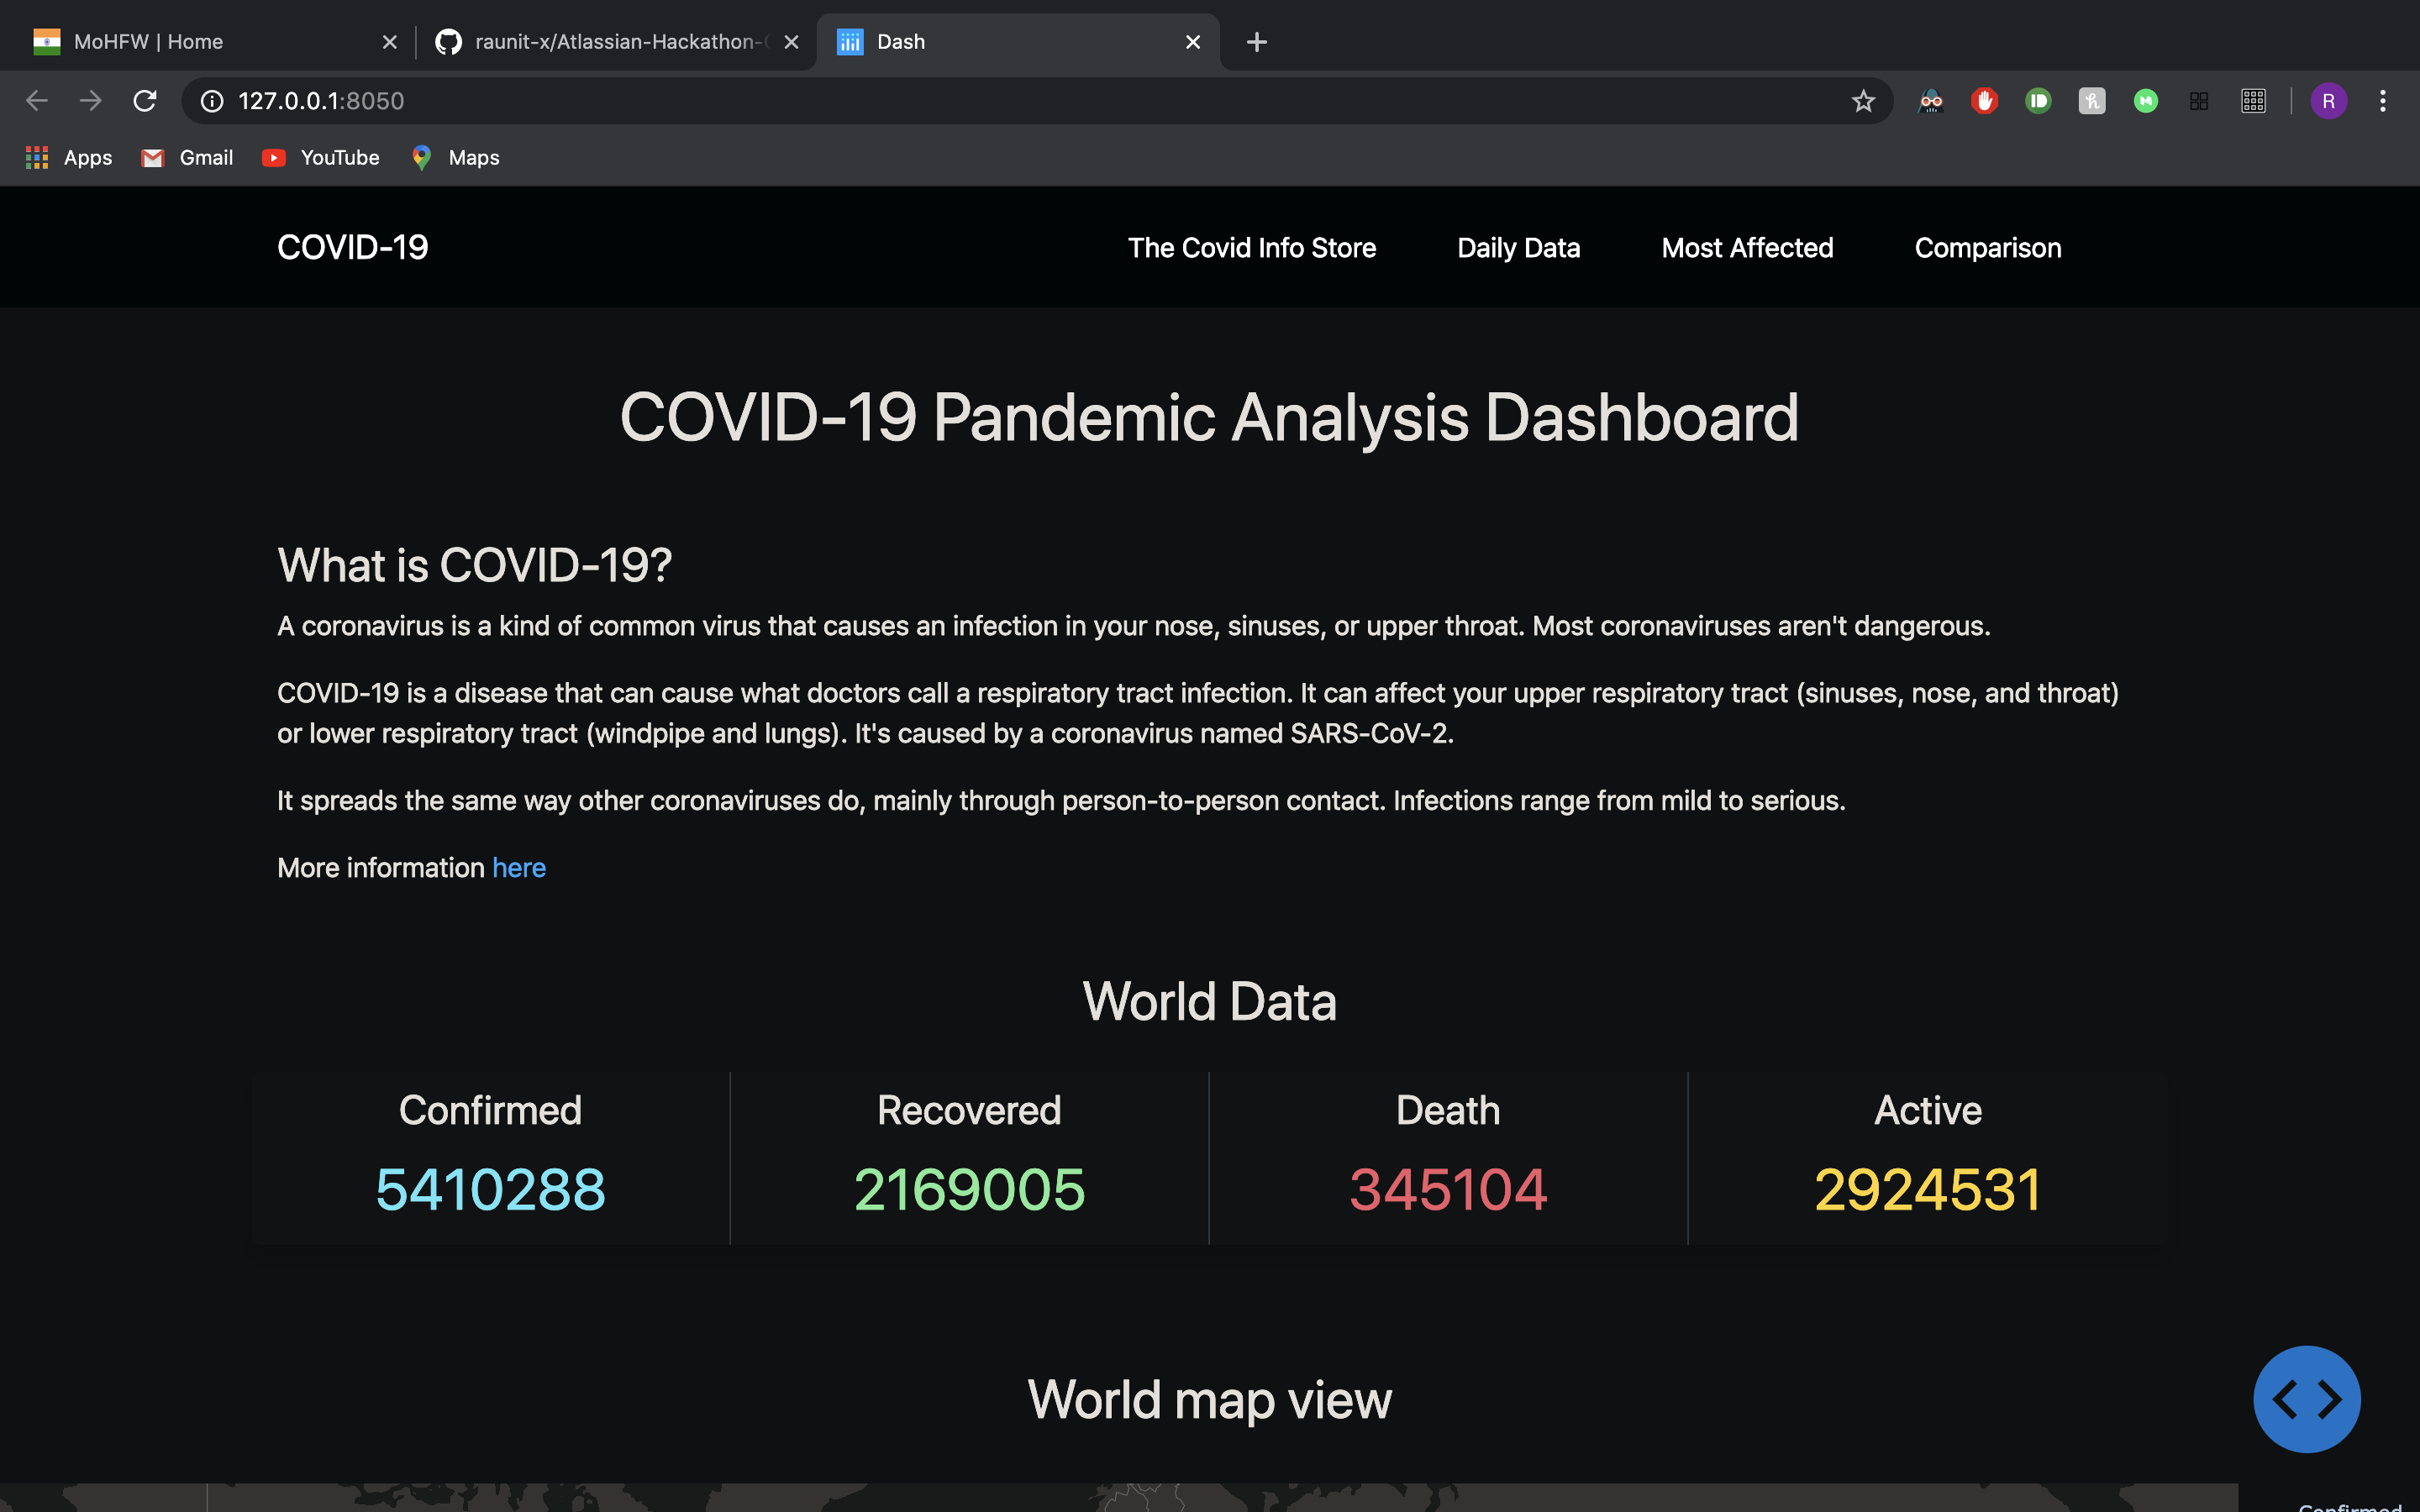 MoHFW | Home
raunit-x/Atlassian-Hackathon-
Dash
127.0.0.1:8050
R
Apps
Gmail
YouTube
Maps
COVID-19
The Covid Info Store
Daily Data
Most Affected
Comparison
COVID-19 Pandemic Analysis Dashboard
What is COVID-19?
A coronavirus is a kind of common virus that causes an infection in your nose, sinuses, or upper throat. Most coronaviruses aren't dangerous.
COVID-19 is a disease that can cause what doctors call a respiratory tract infection. It can affect your upper respiratory tract (sinuses, nose, and throat)
or lower respiratory tract (windpipe and lungs). It's caused by a coronavirus named SARS-CoV-2.
It spreads the same way other coronaviruses do, mainly through person-to-person contact. Infections range from mild to serious.
More information here
World Data
Confirmed
Recovered
Death
Active
5410288
2169005
345104
2924531
World map view
Confirmed